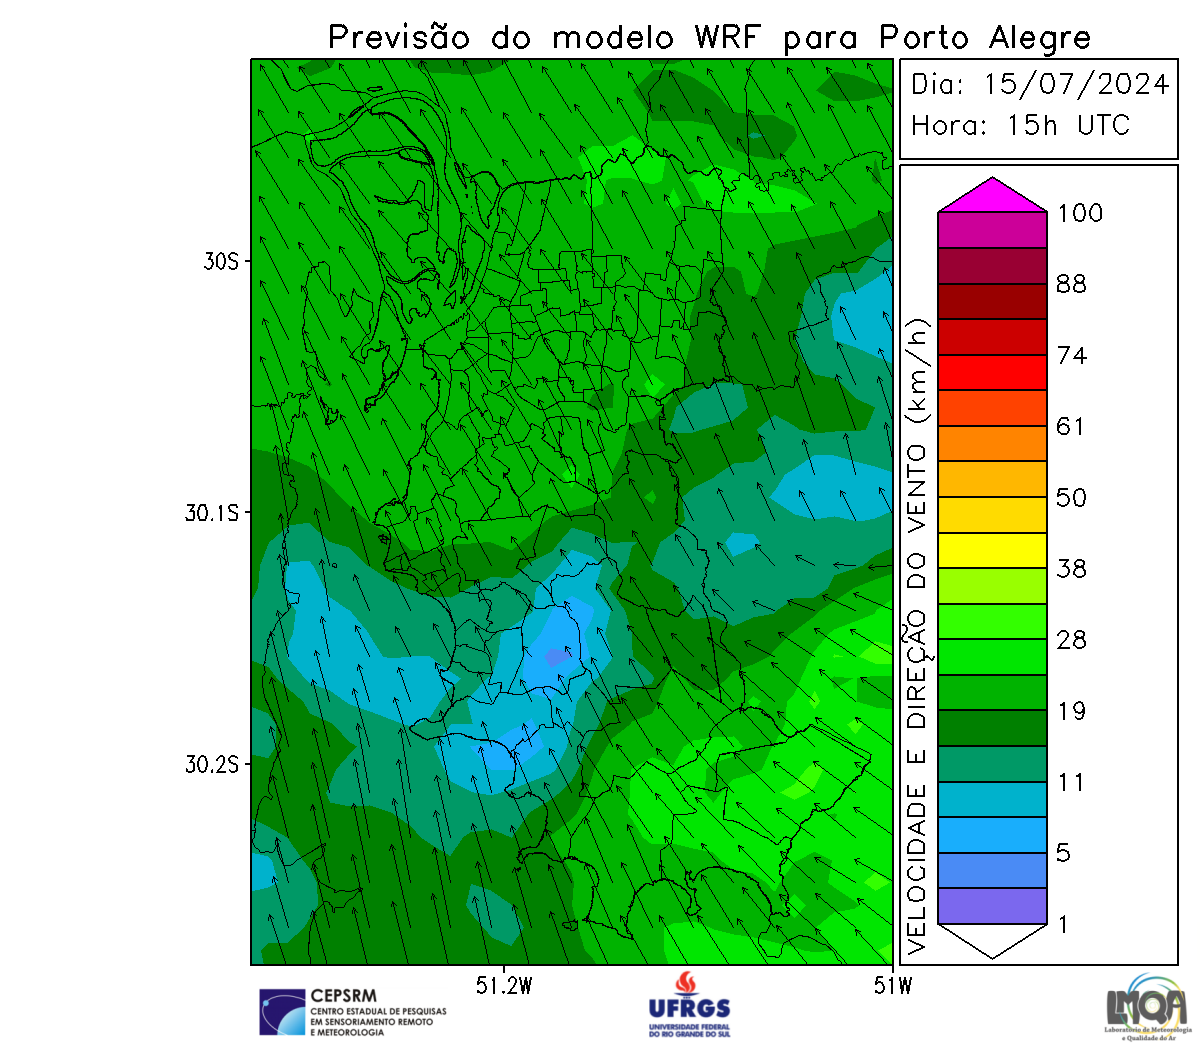 Previsão do modelo WRF para Porto Alegre
Dia: 15/07/2024
Hora: 15h UTC
30S
30.1S
30.2S
51.2W
51W
VELOCIDADE E DIREÇÃO DO VENTO (km/h)
100
88
74
61
50
38
28
19
11
5
1
CEPSRM
CENTRO ESTADUAL DE PESQUISAS
EM SENSORIAMENTO REMOTO
E METEOROLOGIA
UFRGS
UNIVERSIDADE FEDERAL
DO RIO GRANDE DO SUL
LMQA
Laboratório de Meteorologia
e Qualidade do Ar